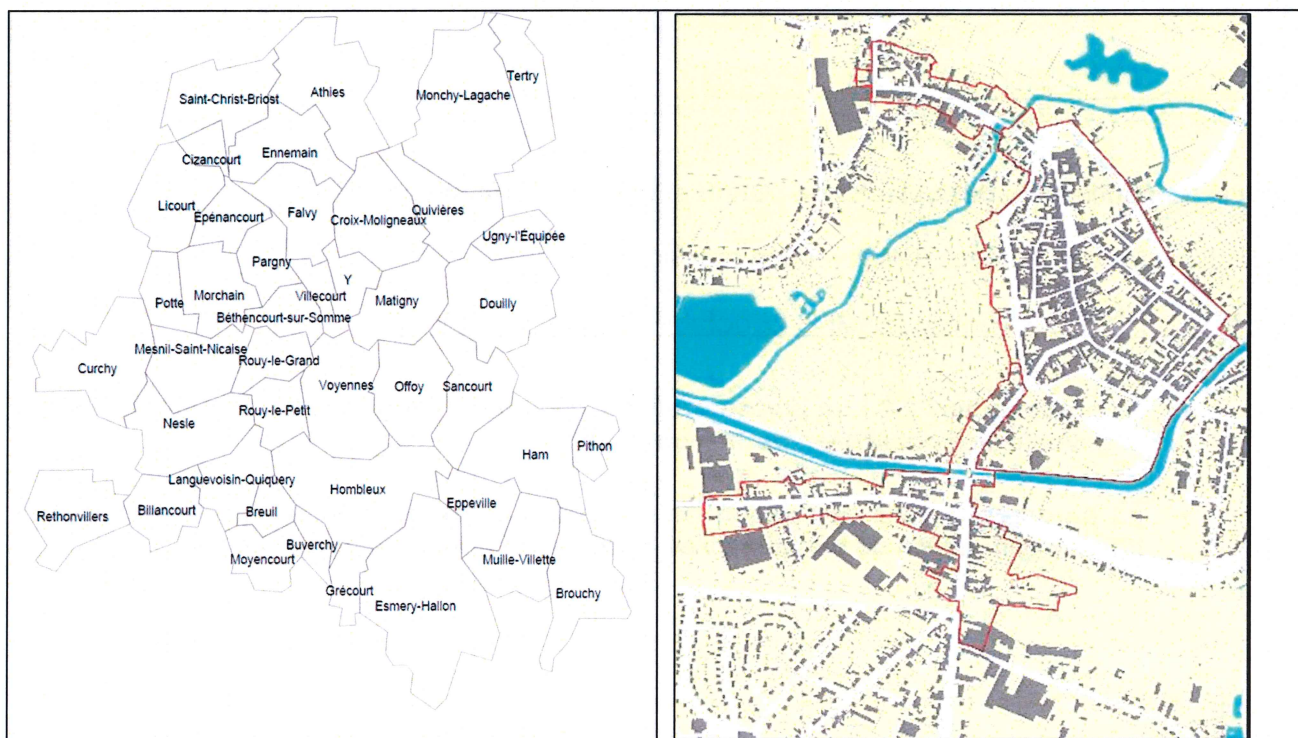 Tertry
Athies
Monchy-Lagache
Saint-Christ-Briost
Ennemain
Cizancourt
Licourt
Epénancourt
Falvy
Croix-Moligneaux
Quivières
Ugny-l'Equipée
Pargny
Y
Potte
Morchain
Villecourt
Matigny
Douilly
Béthencourt-sur-Somme
Mesnil-Saint-Nicaise
Rouy-le-Grand
Curchy
Voyennes
Offoy
Sancourt
Rouy-le-Petit
Nesle
Ham
Pithon
Languevoisin-Quiquery
Hombleux
Eppeville
Rethonvillers
Billancourt
Breuil
Buverchy
Moyencourt
Muille-Villette
Grécourt
Brouchy
Esmery-Hallon